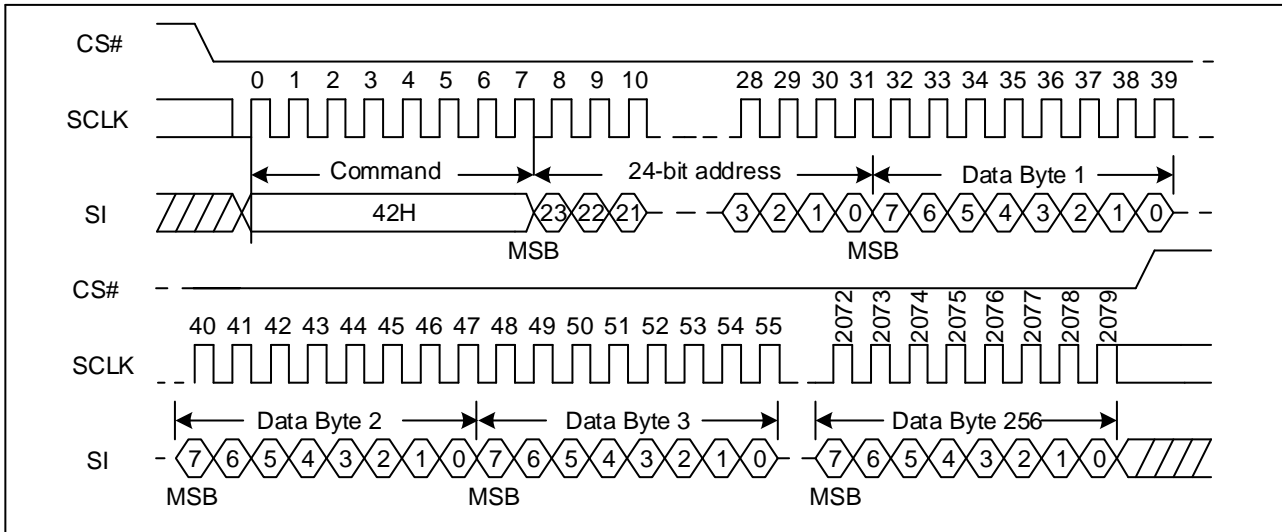 CS#
0 1 2 3 4 5 6 7 8 9 10 28 29 30 31 32 33 34 35 36 37 38 39
SCLK
Command 24-bit address Data Byte 1
SI 42H 23 22 21 3 2 1 0 7 6 5 4 3 2 1 0
MSB MSB
CS#
40 41 42 43 44 45 46 47 48 49 50 51 52 53 54 55 2072 2073 2074 2075 2076 2077 2078 2079
SCLK
Data Byte 2 Data Byte 3 Data Byte 256
SI 7 6 5 4 3 2 1 0 7 6 5 4 3 2 1 0 7 6 5 4 3 2 1 0
MSB MSB MSB